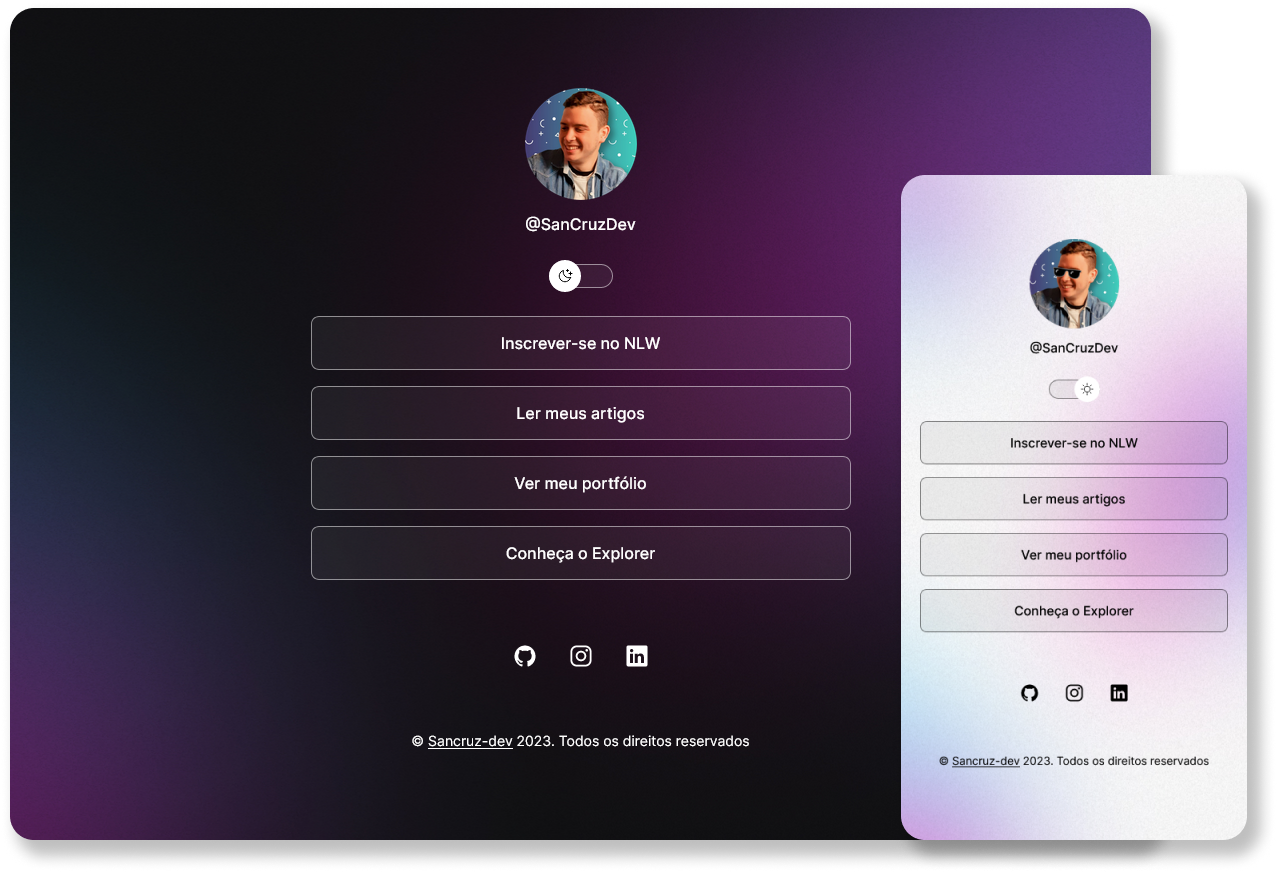 @SanCruzDev
Inscrever-se no NLW
Ler meus artigos
Ver meu portfólio
Conheça o Explorer
© Sancruz-dev 2023. Todos os direitos reservados
@SanCruzDev
Inscrever-se no NLW
Ler meus artigos
Ver meu portfólio
Conheça o Explorer
© Sancruz-dev 2023. Todos os direitos reservados